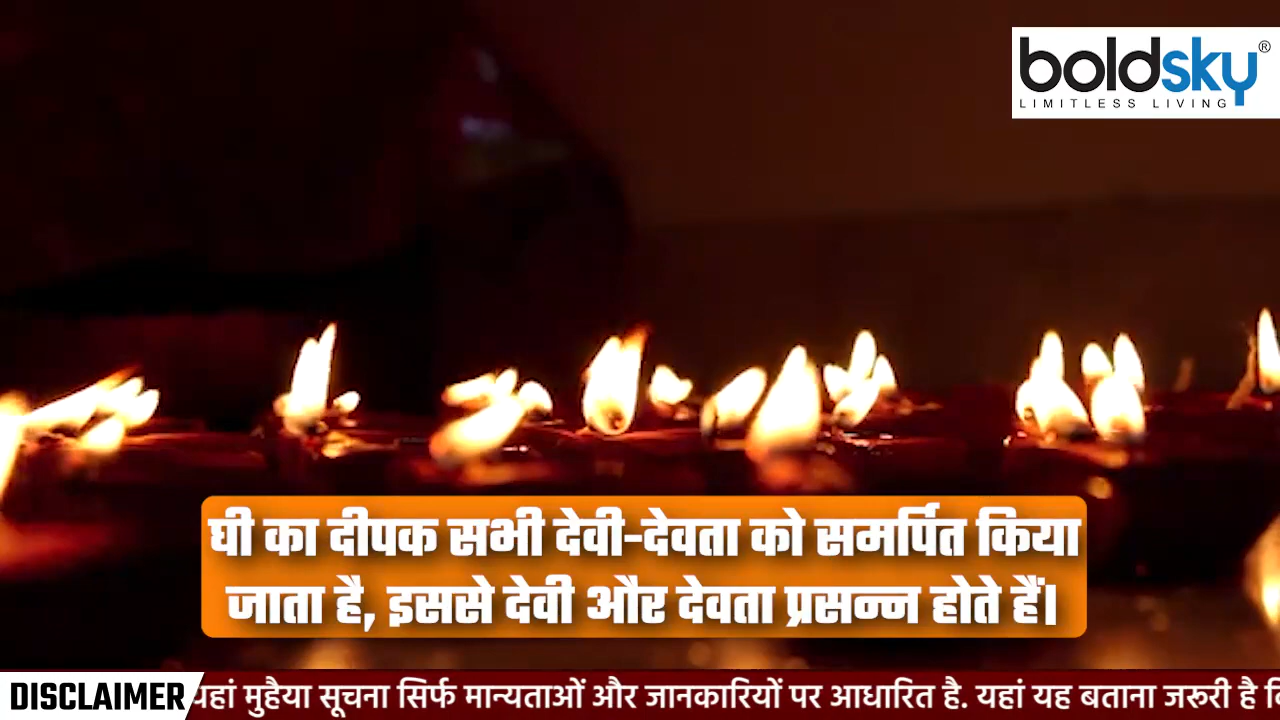 boldsky®
LIMITLESS LIVING
घी का दीपक सभी देवी-देवता को समर्पित किया
जाता है, इससे देवी और देवता प्रसन्न होते हैं।
DISCLAIMER यहां मुहैया सूचना सिर्फ मान्यताओं और जानकारियों पर आधारित है. यहां यह बताना जरूरी है